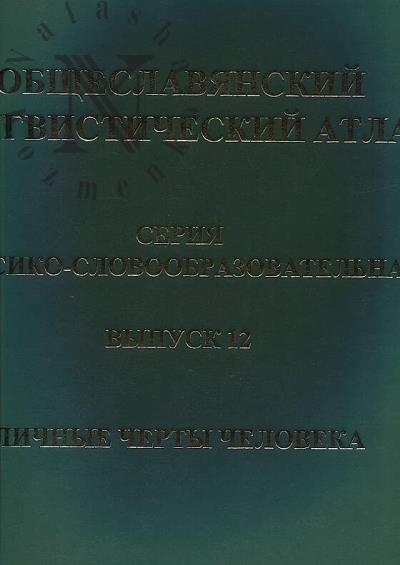 ОБЩЕСЛАВЯНСКИЙ
ГВИСТИЧЕСКИЙ АТЛА
СЕРИЯ
СИКО-СЛОВООБРАЗОВАТЕЛЬНА
ВЫПУСК 12
ЛИЧНЫЕ ЧЕРТЫ ЧЕЛОВЕКА